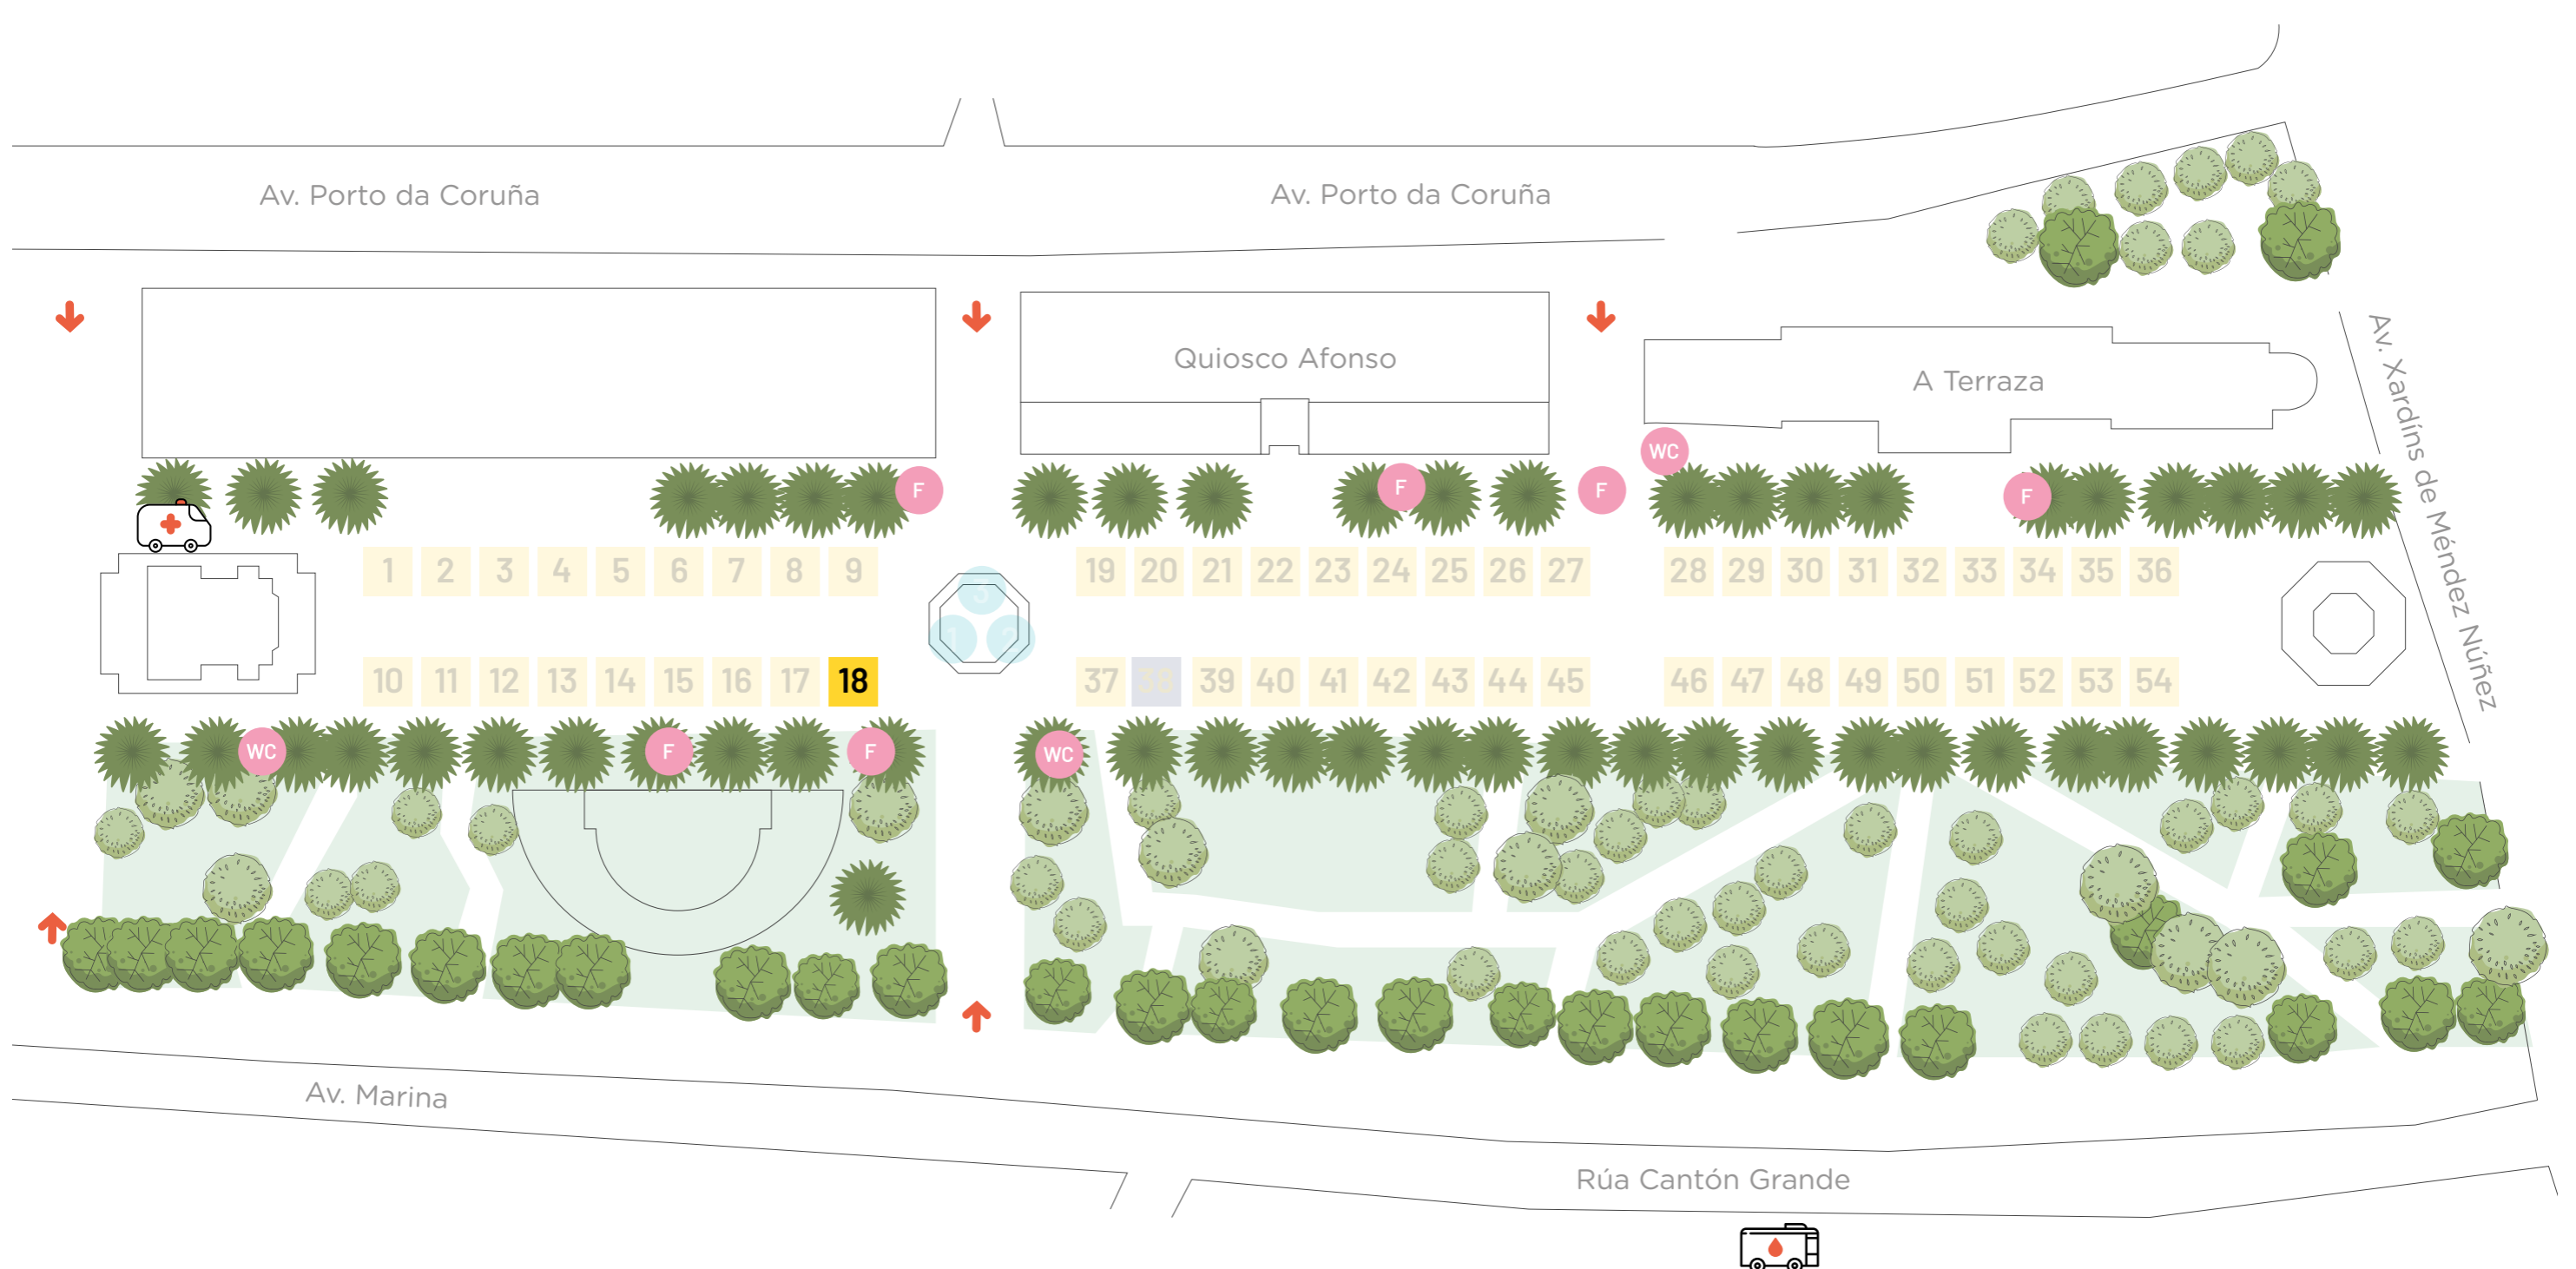 Av. Porto da Coruña
Av. Porto da Coruña
Quiosco Afonso
A Terraza
Av. Xardíns de Méndez Núñez
WC
F
F
F
F
1 2 3 4 5 6 7 8 9
19 20 21 22 23 24 25 26 27
28 29 30 31 32 33 34 35 36
3
1 2
10 11 12 13 14 15 16 17 18
37 38 39 40 41 42 43 44 45
46 47 48 49 50 51 52 53 54
WC
F
F
WC
Av. Marina
Rúa Cantón Grande